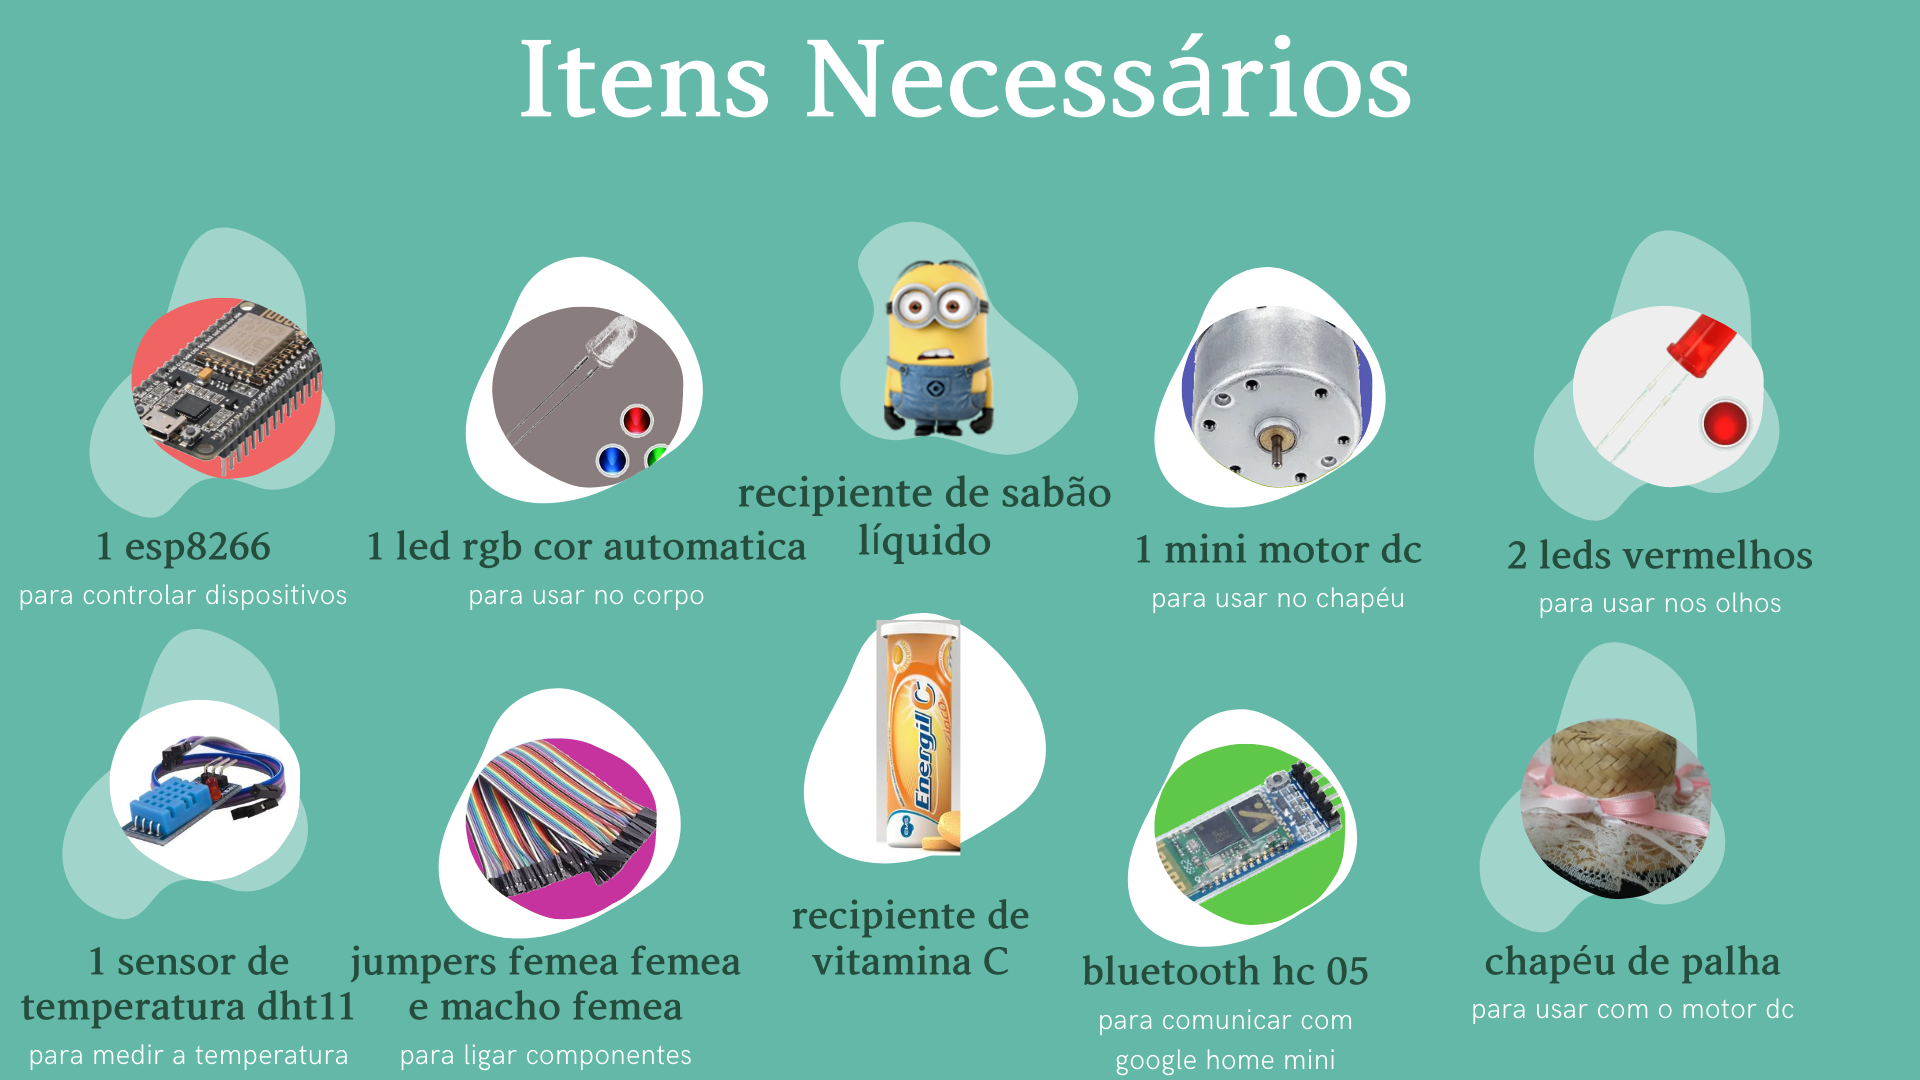 Itens Necessários
1 esp8266
para controlar dispositivos
1 led rgb cor automatica
para usar no corpo
recipiente de sabão
líquido
1 mini motor dc
para usar no chapéu
2 leds vermelhos
para usar nos olhos
1 sensor de
temperatura dht11
para medir a temperatura
jumpers femea femea
e macho femea
para ligar componentes
Energil C
zinco
recipiente de
vitamina C
bluetooth hc 05
para comunicar com
google home mini
chapéu de palha
para usar com o motor dc